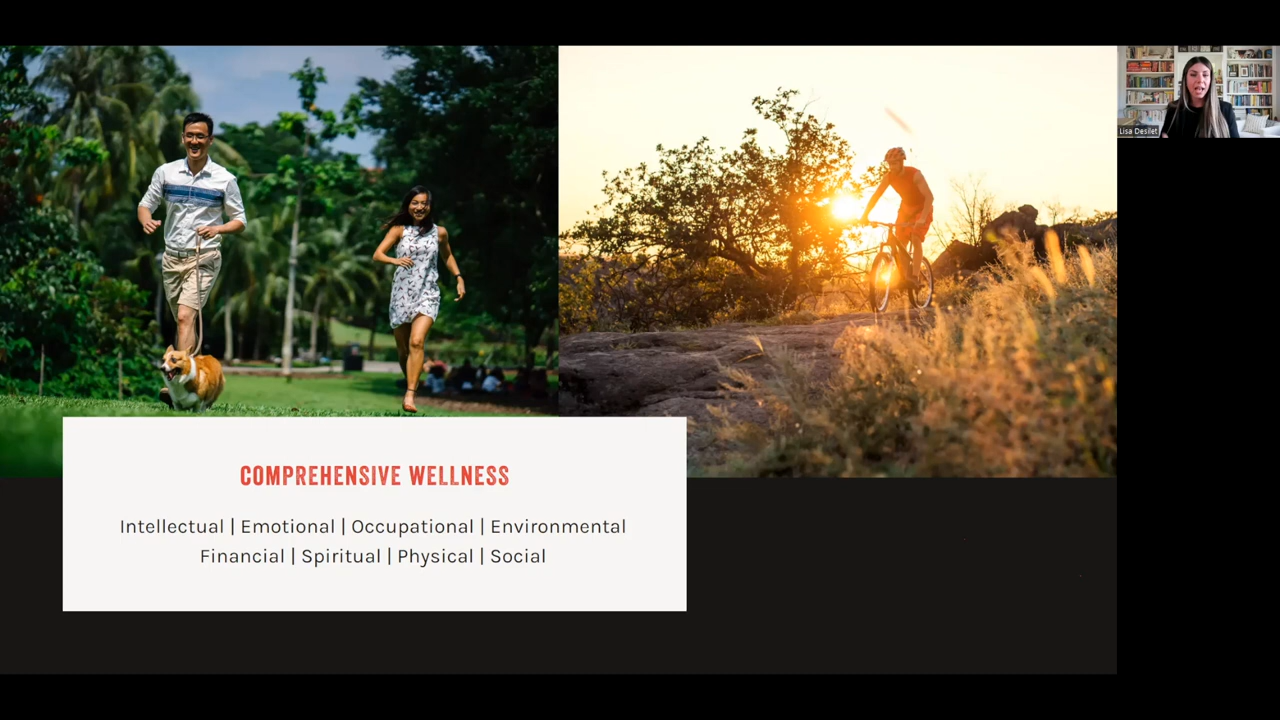 Lisa Desilet
COMPREHENSIVE WELLNESS
Intellectual | Emotional | Occupational | Environmental
Financial | Spiritual | Physical | Social